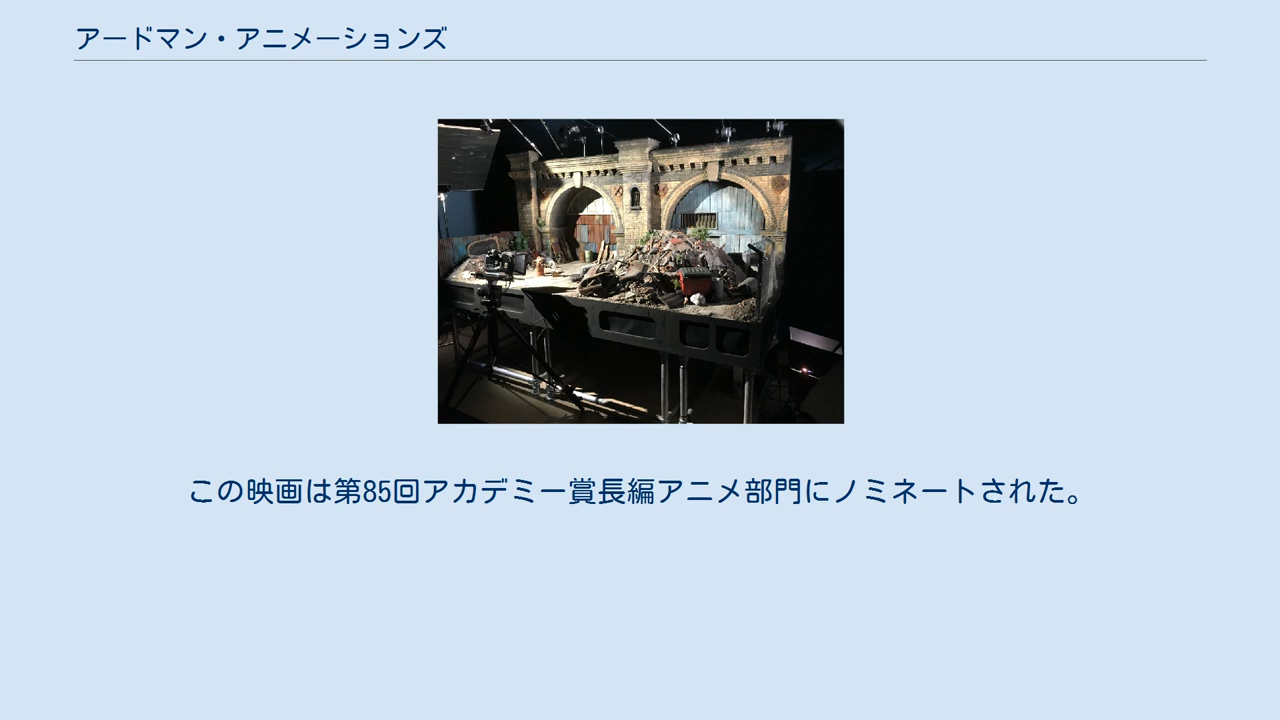 アードマン・アニメーションズ
この映画は第85回アカデミー賞長編アニメ部門にノミネートされた。